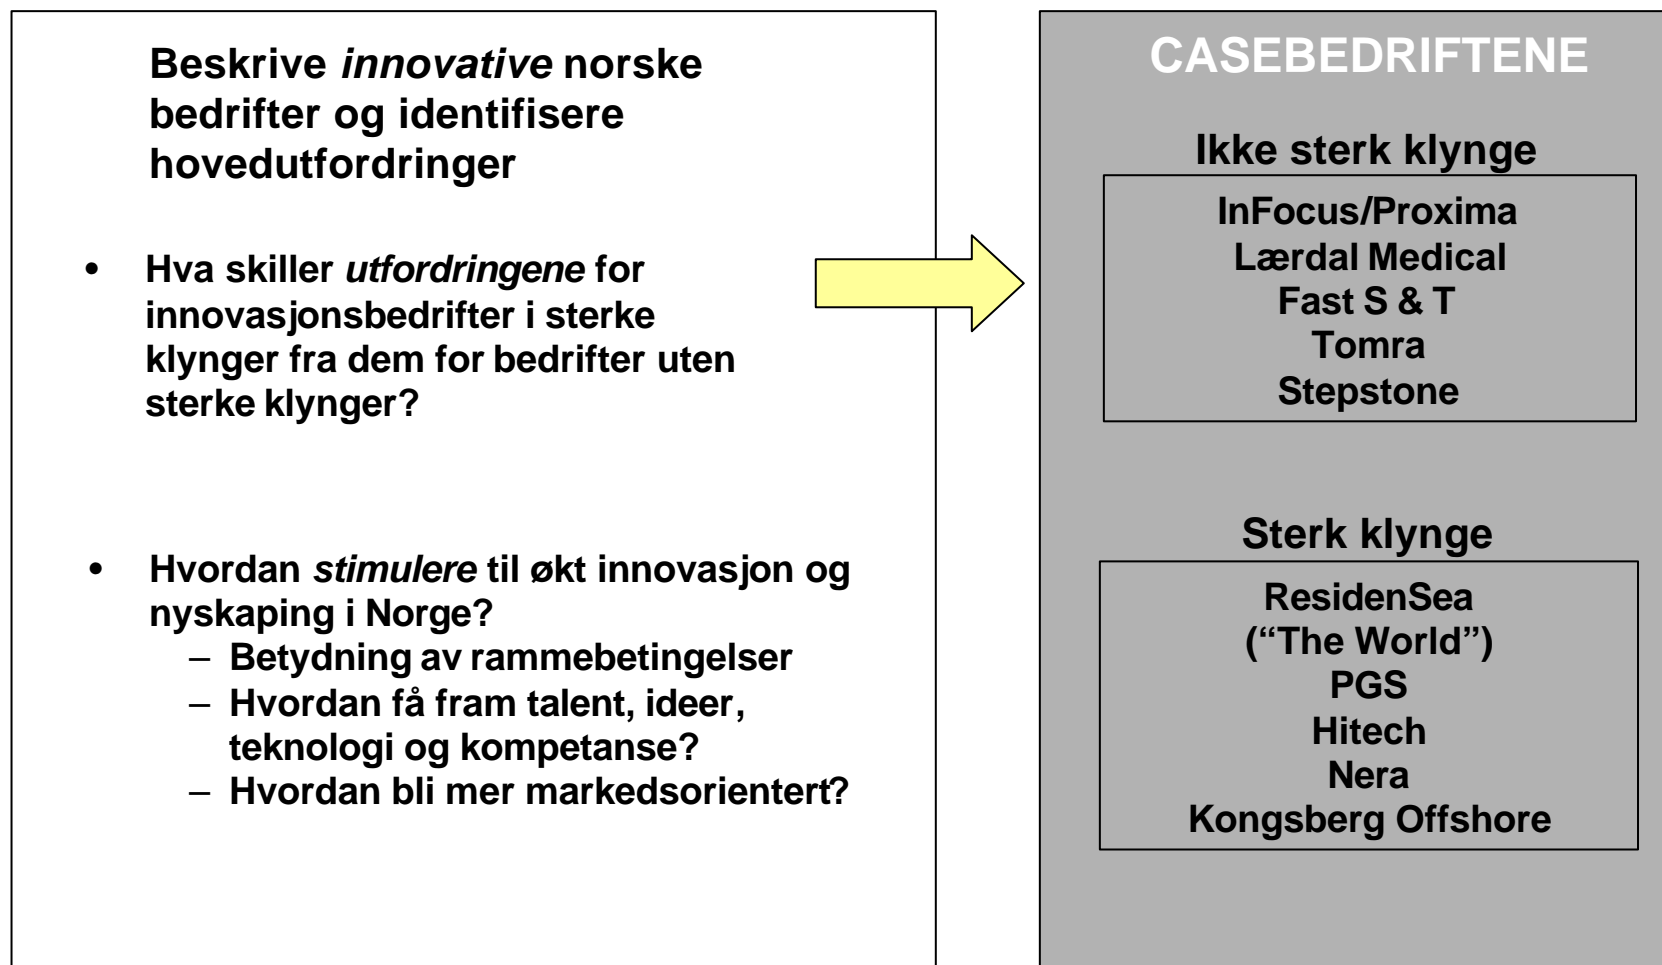 Beskrive innovative norske
bedrifter og identifisere
hovedutfordringer
• Hva skiller utfordringene for
innovasjonsbedrifter i sterke
klynger fra dem for bedrifter uten
sterke klynger?
• Hvordan stimulere til økt innovasjon og
nyskaping i Norge?
– Betydning av rammebetingelser
– Hvordan få fram talent, ideer,
teknologi og kompetanse?
– Hvordan bli mer markedsorientert?
CASEBEDRIFTENE
Ikke sterk klynge
InFocus/Proxima
Lærdal Medical
Fast S & T
Tomra
Stepstone
Sterk klynge
ResidenSea
(“The World”)
PGS
Hitech
Nera
Kongsberg Offshore